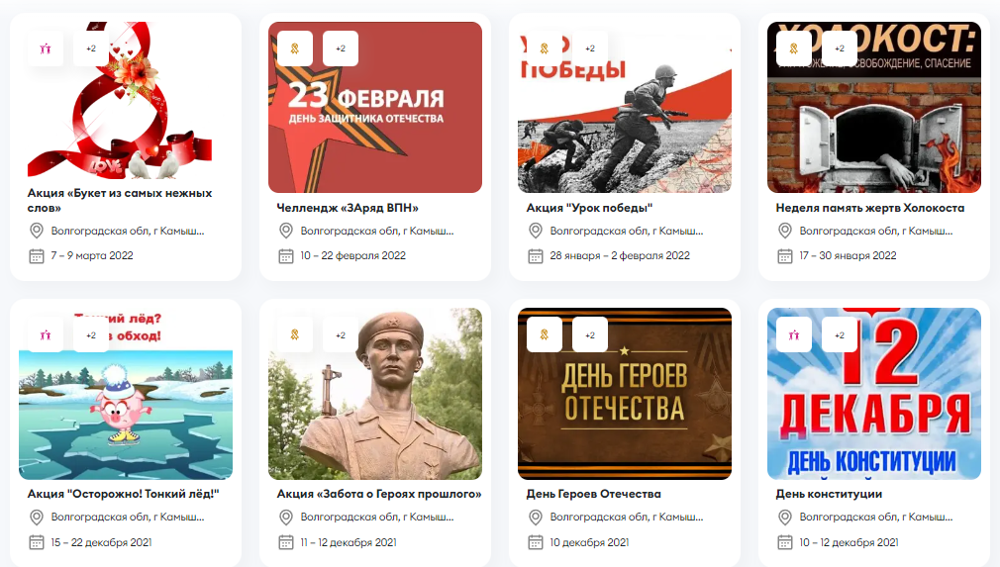 +2
Акция «Букет из самых нежных
слов»
Волгоградская обл, г Камыш...
7 – 9 марта 2022
+2
23 ФЕВРАЛЯ
ДЕНЬ ЗАЩИТНИКА ОТЕЧЕСТВА
Челлендж «ЗАряд ВПН»
Волгоградская обл, г Камыш...
10 – 22 февраля 2022
+2
ПОБЕДЫ
Акция "Урок победы"
Волгоградская обл, г Камыш...
28 января – 2 февраля 2022
ХОЛОКОСТ:
+2
СПАСЕНИЕ
Неделя память жертв Холокоста
Волгоградская обл, г Камыш...
17 – 30 января 2022
лёд?
+2
обход!
Акция "Осторожно! Тонкий лёд!"
Волгоградская обл, г Камыш...
15 – 22 декабря 2021
+2
Акция «Забота о Героях прошлого»
Волгоградская обл, г Камыш...
11 – 12 декабря 2021
+2
ДЕНЬ ГЕРОЕВ
ОТЕЧЕСТВА
День Героев Отечества
Волгоградская обл, г Камыш...
10 декабря 2021
+2
12
ДЕКАБРЯ
ДЕНЬ КОНСТИТУЦИИ
День конституции
Волгоградская обл, г Камыш...
10 – 12 декабря 2021